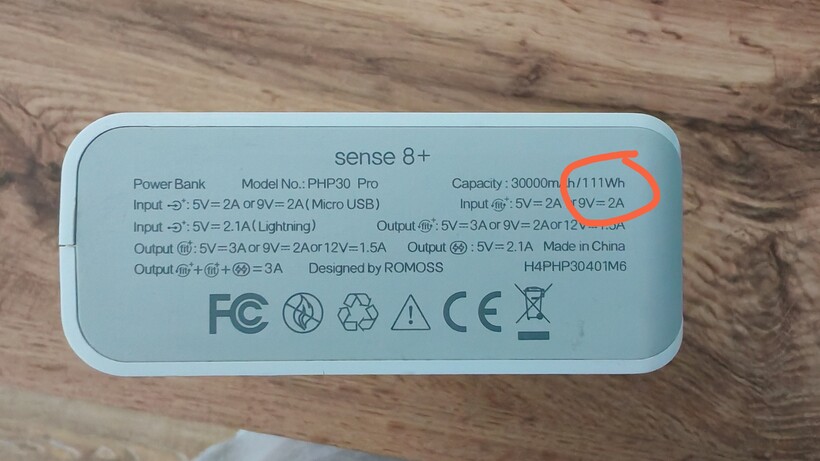 sense 8+
Power Bank Model No.: PHP30 Pro Capacity : 30000mAh/111Wh
Input : 5V=2A or 9V=2A(Micro USB) Input : 5V=2A or 9V=2A
Input : 5V=2.1A(Lightning) Output : 5V=3A or 9V=2A or 12V=1.5A
Output : 5V=3A or 9V=2A or 12V=1.5A Output : 5V=2.1A Made in China
Output + + =3A Designed by ROMOSS H4PHP30401M6
FC CE